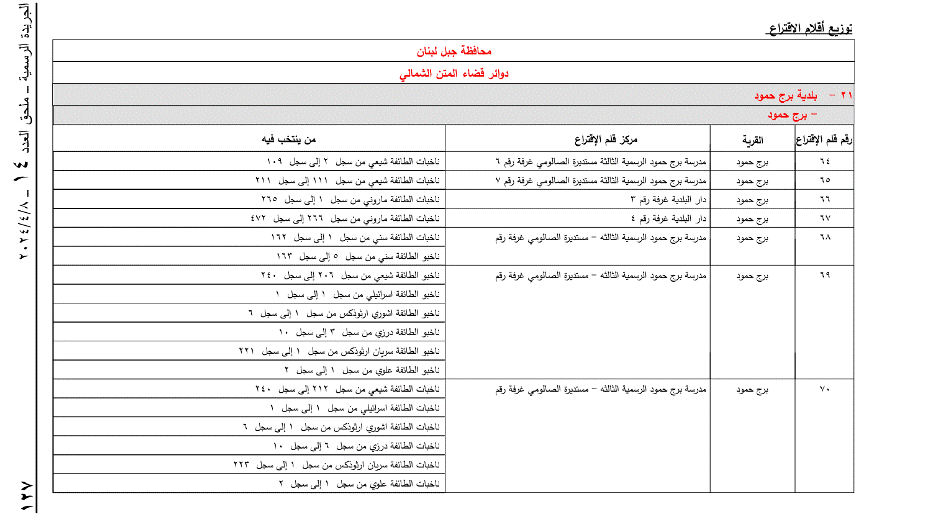 الجريدة الرسمية – ملحق العدد ١٤ – ٢٠٢٤/٤/٨
توزيع أقلام الاقتراع
محافظة جبل لبنان
دوائر قضاء المتن الشمالي
٢١ - بلدية برج حمود
- برج حمود
رقم قلم الإقتراع القرية مركز قلم الإقتراع من ينتخب فيه
٦٤ برج حمود مدرسة برج حمود الرسمية الثالثة مستديرة الصالومي غرفة رقم ٦ ناخبات الطائفة شيعي من سجل ٢ إلى سجل ١٠٩
٦٥ برج حمود مدرسة برج حمود الرسمية الثالثة مستديرة الصالومي غرفة رقم ٧ ناخبات الطائفة شيعي من سجل ١١١ إلى سجل ٢١١
٦٦ برج حمود دار البلدية غرفة رقم ٣ ناخبات الطائفة ماروني من سجل ١ إلى سجل ٢٦٥
٦٧ برج حمود دار البلدية غرفة رقم ٤ ناخبات الطائفة ماروني من سجل ٢٦٦ إلى سجل ٤٧٢
٦٨ برج حمود مدرسة برج حمود الرسمية الثالثه – مستديرة الصالومي غرفة رقم ناخبات الطائفة سني من سجل ١ إلى سجل ١٦٢
ناخبو الطائفة سني من سجل ٥ إلى سجل ١٦٣
٦٩ برج حمود مدرسة برج حمود الرسمية الثالثه – مستديرة الصالومي غرفة رقم ناخبو الطائفة شيعي من سجل ٢٠٦ إلى سجل ٢٤٠
ناخبو الطائفة اسرائيلي من سجل ١ إلى سجل ١
ناخبو الطائفة اشوري ارثوذكس من سجل ١ إلى سجل ٦
ناخبو الطائفة درزي من سجل ٣ إلى سجل ١٠
ناخبو الطائفة سريان ارثوذكس من سجل ١ إلى سجل ٢٢١
ناخبو الطائفة علوي من سجل ١ إلى سجل ٢
٧٠ برج حمود مدرسة برج حمود الرسمية الثالثه – مستديرة الصالومي غرفة رقم ناخبات الطائفة شيعي من سجل ٢١٢ إلى سجل ٢٤٠
ناخبات الطائفة اسرائيلي من سجل ١ إلى سجل ١
ناخبات الطائفة اشوري ارثوذكس من سجل ١ إلى سجل ٦
ناخبات الطائفة درزي من سجل ٦ إلى سجل ١٠
ناخبات الطائفة سريان ارثوذكس من سجل ١ إلى سجل ٢٢٣
ناخبات الطائفة علوي من سجل ١ إلى سجل ٢
١٢٧